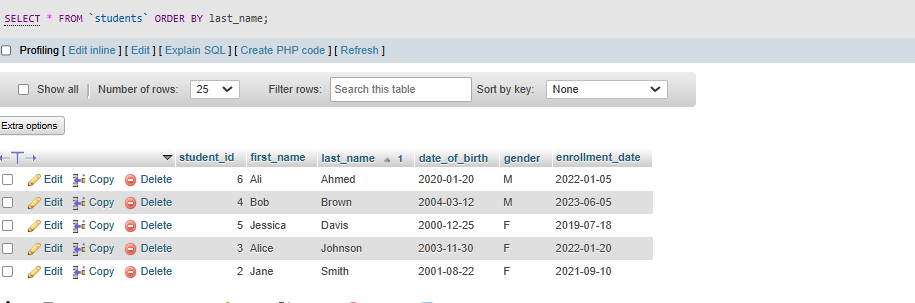 SELECT * FROM `students` ORDER BY last_name;
Profiling [ Edit inline ] [ Edit ] [ Explain SQL ] [ Create PHP code ] [ Refresh ]
Show all | Number of rows: 25 Filter rows: Search this table Sort by key: None
Extra options
student_id first_name last_name 1 date_of_birth gender enrollment_date
Edit Copy Delete 6 Ali Ahmed 2020-01-20 M 2022-01-05
Edit Copy Delete 4 Bob Brown 2004-03-12 M 2023-06-05
Edit Copy Delete 5 Jessica Davis 2000-12-25 F 2019-07-18
Edit Copy Delete 3 Alice Johnson 2003-11-30 F 2022-01-20
Edit Copy Delete 2 Jane Smith 2001-08-22 F 2021-09-10